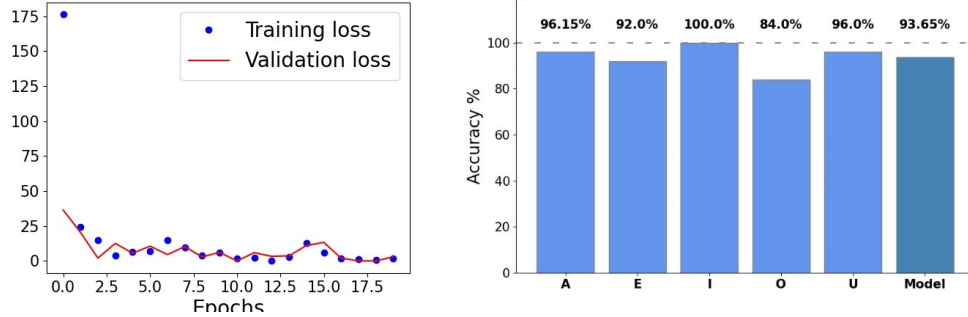 175
150
125
100
75
50
25
0
Training loss
Validation loss
0.0 2.5 5.0 7.5 10.0 12.5 15.0 17.5
Epochs
96.15% 92.0% 100.0% 84.0% 96.0% 93.65%
Accuracy %
100
80
60
40
20
0
A E I O U Model